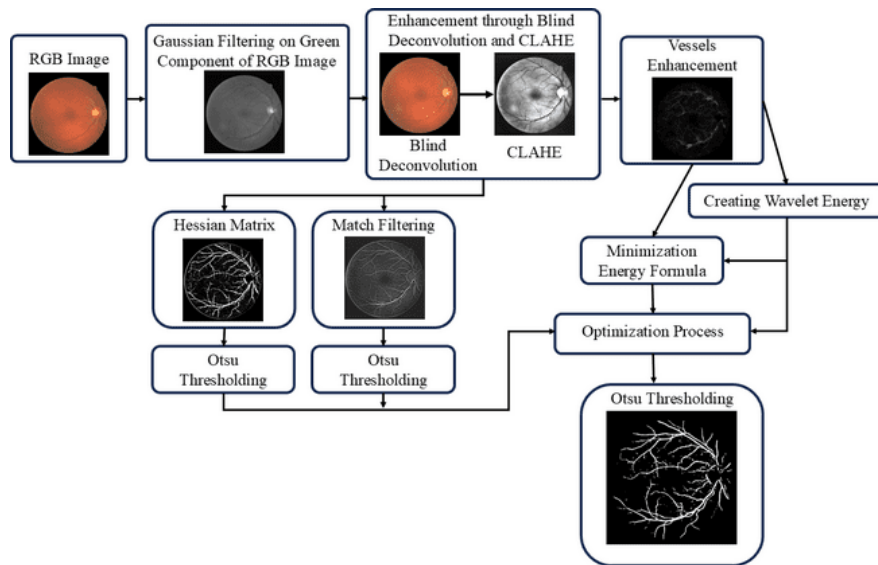 RGB Image
Gaussian Filtering on Green
Component of RGB Image
Enhancement through Blind
Deconvolution and CLAHE
Blind
Deconvolution
CLAHE
Vessels
Enhancement
Creating Wavelet Energy
Hessian Matrix
Match Filtering
Minimization
Energy Formula
Optimization Process
Otsu
Thresholding
Otsu
Thresholding
Otsu Thresholding